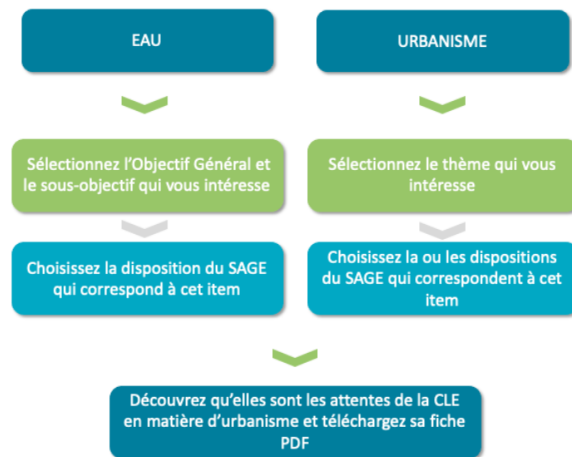 EAU
URBANISME
Sélectionnez l'Objectif Général et
le sous-objectif qui vous intéresse
Sélectionnez le thème qui vous
intéresse
Choisissez la disposition du SAGE
qui correspond à cet item
Choisissez la ou les dispositions
du SAGE qui correspondent à cet
item
Découvrez qu'elles sont les attentes de la CLE
en matière d'urbanisme et téléchargez sa fiche
PDF